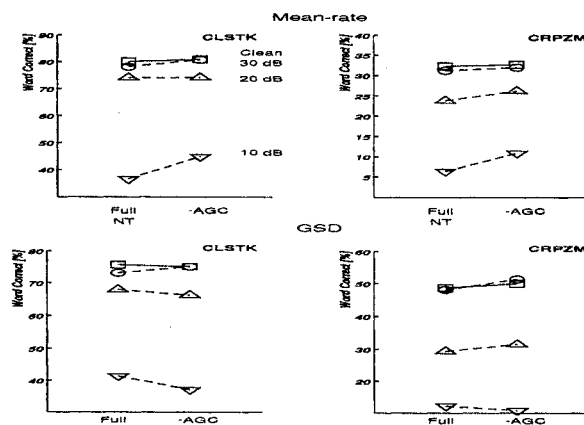 Mean-rate
CLSTK
CRPZM
Word Correct [%]
90
80
70
60
50
40
Clean
30 dB
20 dB
10 dB
Full
NT
-AGC
Word Correct [%]
40
35
30
25
20
15
10
5
Full
NT
-AGC
GSD
CLSTK
CRPZM
Word Correct [%]
80
70
60
50
40
Full
-AGC
Word Correct [%]
60
50
40
30
20
10
Full
-AGC